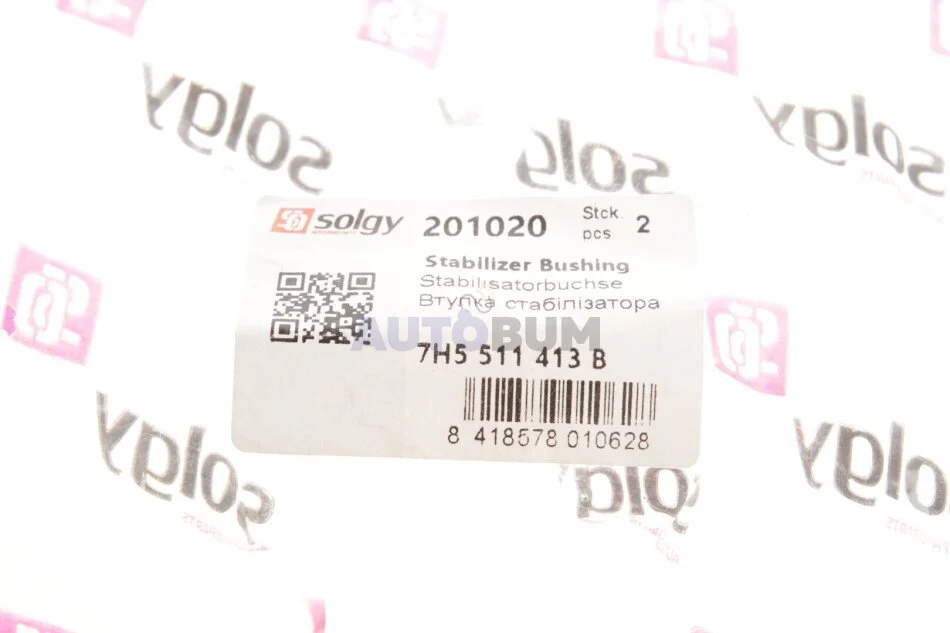 solgy
solgy
solgy
solgy 201020 Stck. pcs 2
Stabilizer Bushing
Stabilisatorbuchse
Втулка стабілізатора
AUTOBUM
7H5 511 413 B
8 418578 010628
solgy
solgy
solgy